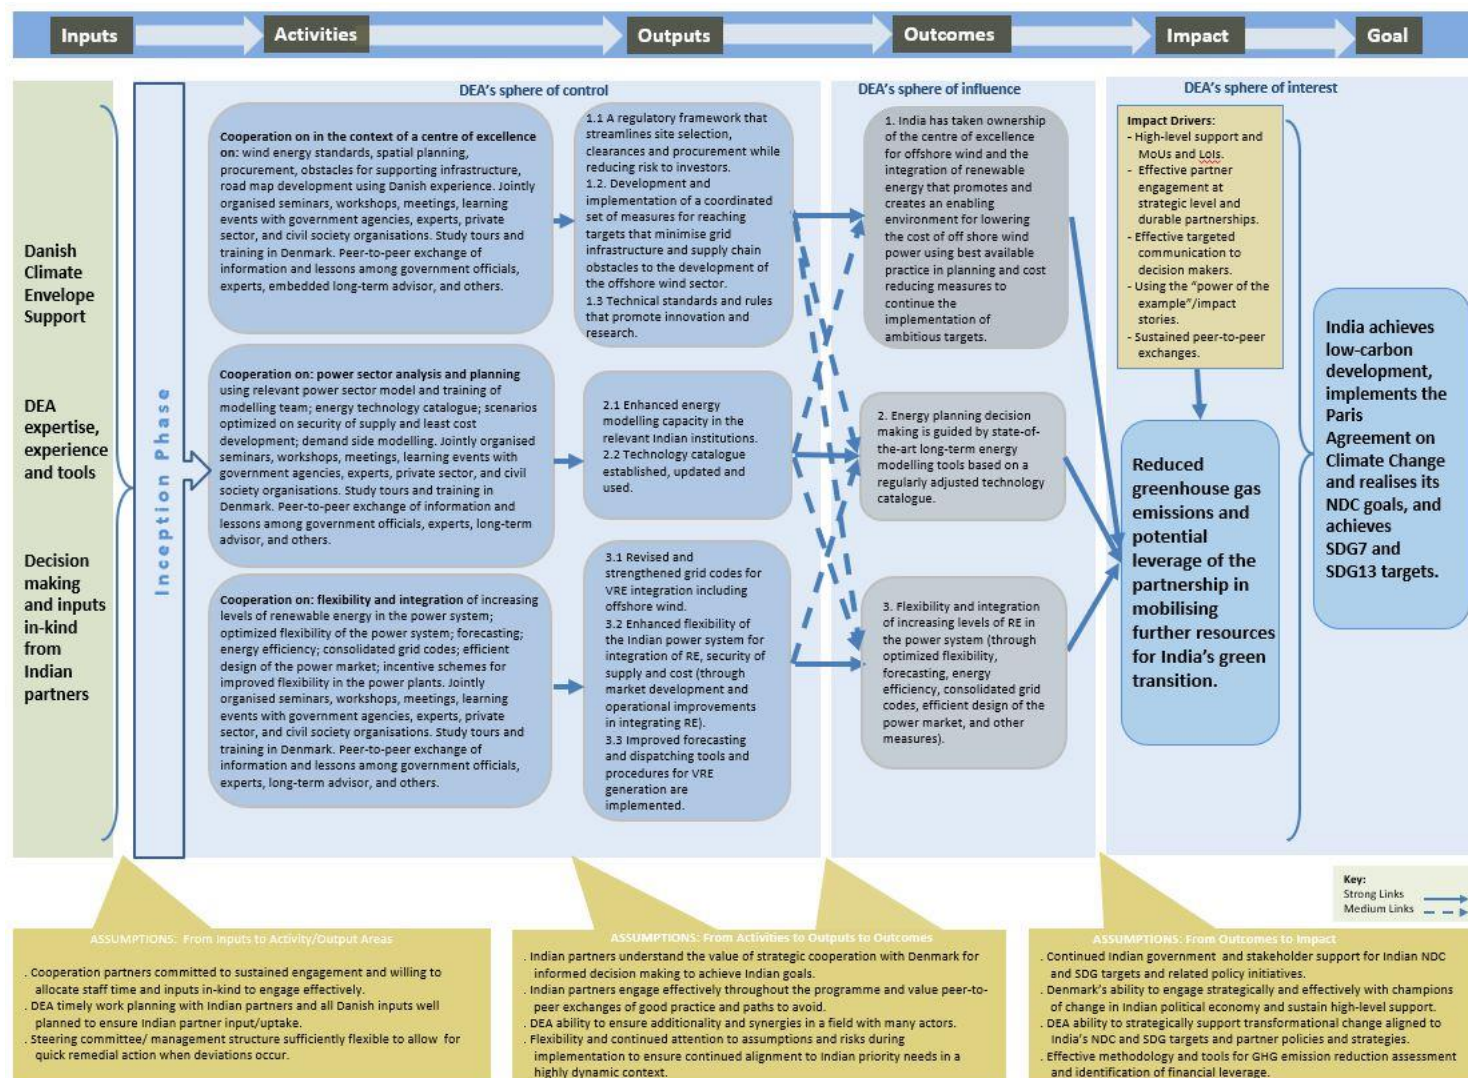 Inputs
Activities
Outputs
Outcomes
Impact
Goal
Danish
Climate
Envelope
Support
DEA
expertise,
experience
and tools
Decision
making
and inputs
in-kind
from
Indian
partners
Inception Phase
DEA's sphere of control
Cooperation on in the context of a centre of excellence
on: wind energy standards, spatial planning,
procurement, obstacles for supporting infrastructure,
road map development using Danish experience. Jointly
organised seminars, workshops, meetings, learning
events with government agencies, experts, private
sector, and civil society organisations. Study tours and
training in Denmark. Peer-to-peer exchange of
information and lessons among government officials,
experts, embedded long-term advisor, and others.
Cooperation on: power sector analysis and planning
using relevant power sector model and training of
modelling team; energy technology catalogue; scenarios
optimized on security of supply and least cost
development; demand side modelling. Jointly organised
seminars, workshops, meetings, learning events with
government agencies, experts, private sector, and civil
society organisations. Study tours and training in
Denmark. Peer-to-peer exchange of information and
lessons among government officials, experts, long-term
advisor, and others.
Cooperation on: flexibility and integration of increasing
levels of renewable energy in the power system;
optimized flexibility of the power system; forecasting;
energy efficiency; consolidated grid codes; efficient
design of the power market; incentive schemes for
improved flexibility in the power plants. Jointly
organised seminars, workshops, meetings, learning
events with government agencies, experts, private
sector, and civil society organisations. Study tours and
training in Denmark. Peer-to-peer exchange of
information and lessons among government officials,
experts, long-term advisor, and others.
1.1 A regulatory framework that
streamlines site selection,
clearances and procurement while
reducing risk to investors.
1.2. Development and
implementation of a coordinated
set of measures for reaching
targets that minimise grid
infrastructure and supply chain
obstacles to the development of
the offshore wind sector.
1.3 Technical standards and rules
that promote innovation and
research.
2.1 Enhanced energy
modelling capacity in the
relevant Indian institutions.
2.2 Technology catalogue
established, updated and
used.
3.1 Revised and
strengthened grid codes for
VRE integration including
offshore wind.
3.2 Enhanced flexibility of
the Indian power system for
integration of RE, security of
supply and cost (through
market development and
operational improvements
in integrating RE).
3.3 Improved forecasting
and dispatching tools and
procedures for VRE
generation are
implemented.
DEA's sphere of influence
1. India has taken ownership
of the centre of excellence
for offshore wind and the
integration of renewable
energy that promotes and
creates an enabling
environment for lowering
the cost of off shore wind
power using best available
practice in planning and cost
reducing measures to
continue the
implementation of
ambitious targets.
2. Energy planning decision
making is guided by state-of-
the-art long-term energy
modelling tools based on a
regularly adjusted technology
catalogue.
3. Flexibility and integration
of increasing levels of RE in
the power system (through
optimized flexibility,
forecasting, energy
efficiency, consolidated grid
codes, efficient design of the
power market, and other
measures).
DEA's sphere of interest
Impact Drivers:
- High-level support and
MoUs and LoIs.
- Effective partner
engagement at
strategic level and
durable partnerships.
- Effective targeted
communication to
decision makers.
- Using the "power of the
example"/impact
stories.
- Sustained peer-to-peer
exchanges.
Reduced
greenhouse gas
emissions and
potential
leverage of the
partnership in
mobilising
further resources
for India's green
transition.
India achieves
low-carbon
development,
implements the
Paris
Agreement on
Climate Change
and realises its
NDC goals, and
achieves
SDG7 and
SDG13 targets.
Key:
Strong Links
Medium Links
ASSUMPTIONS: From Inputs to Activity/Output Areas
. Cooperation partners committed to sustained engagement and willing to
allocate staff time and inputs in-kind to engage effectively.
. DEA timely work planning with Indian partners and all Danish inputs well
planned to ensure Indian partner input/uptake.
. Steering committee/ management structure sufficiently flexible to allow for
quick remedial action when deviations occur.
ASSUMPTIONS: From Activities to Outputs to Outcomes
. Indian partners understand the value of strategic cooperation with Denmark for
informed decision making to achieve Indian goals.
. Indian partners engage effectively throughout the programme and value peer-to-
peer exchanges of good practice and paths to avoid.
. DEA ability to ensure additionality and synergies in a field with many actors.
. Flexibility and continued attention to assumptions and risks during
implementation to ensure continued alignment to Indian priority needs in a
highly dynamic context.
ASSUMPTIONS: From Outcomes to Impact
. Continued Indian government and stakeholder support for Indian NDC
and SDG targets and related policy initiatives.
. Denmark's ability to engage strategically and effectively with champions
of change in Indian political economy and sustain high-level support.
. DEA ability to strategically support transformational change aligned to
India's NDC and SDG targets and partner policies and strategies.
. Effective methodology and tools for GHG emission reduction assessment
and identification of financial leverage.